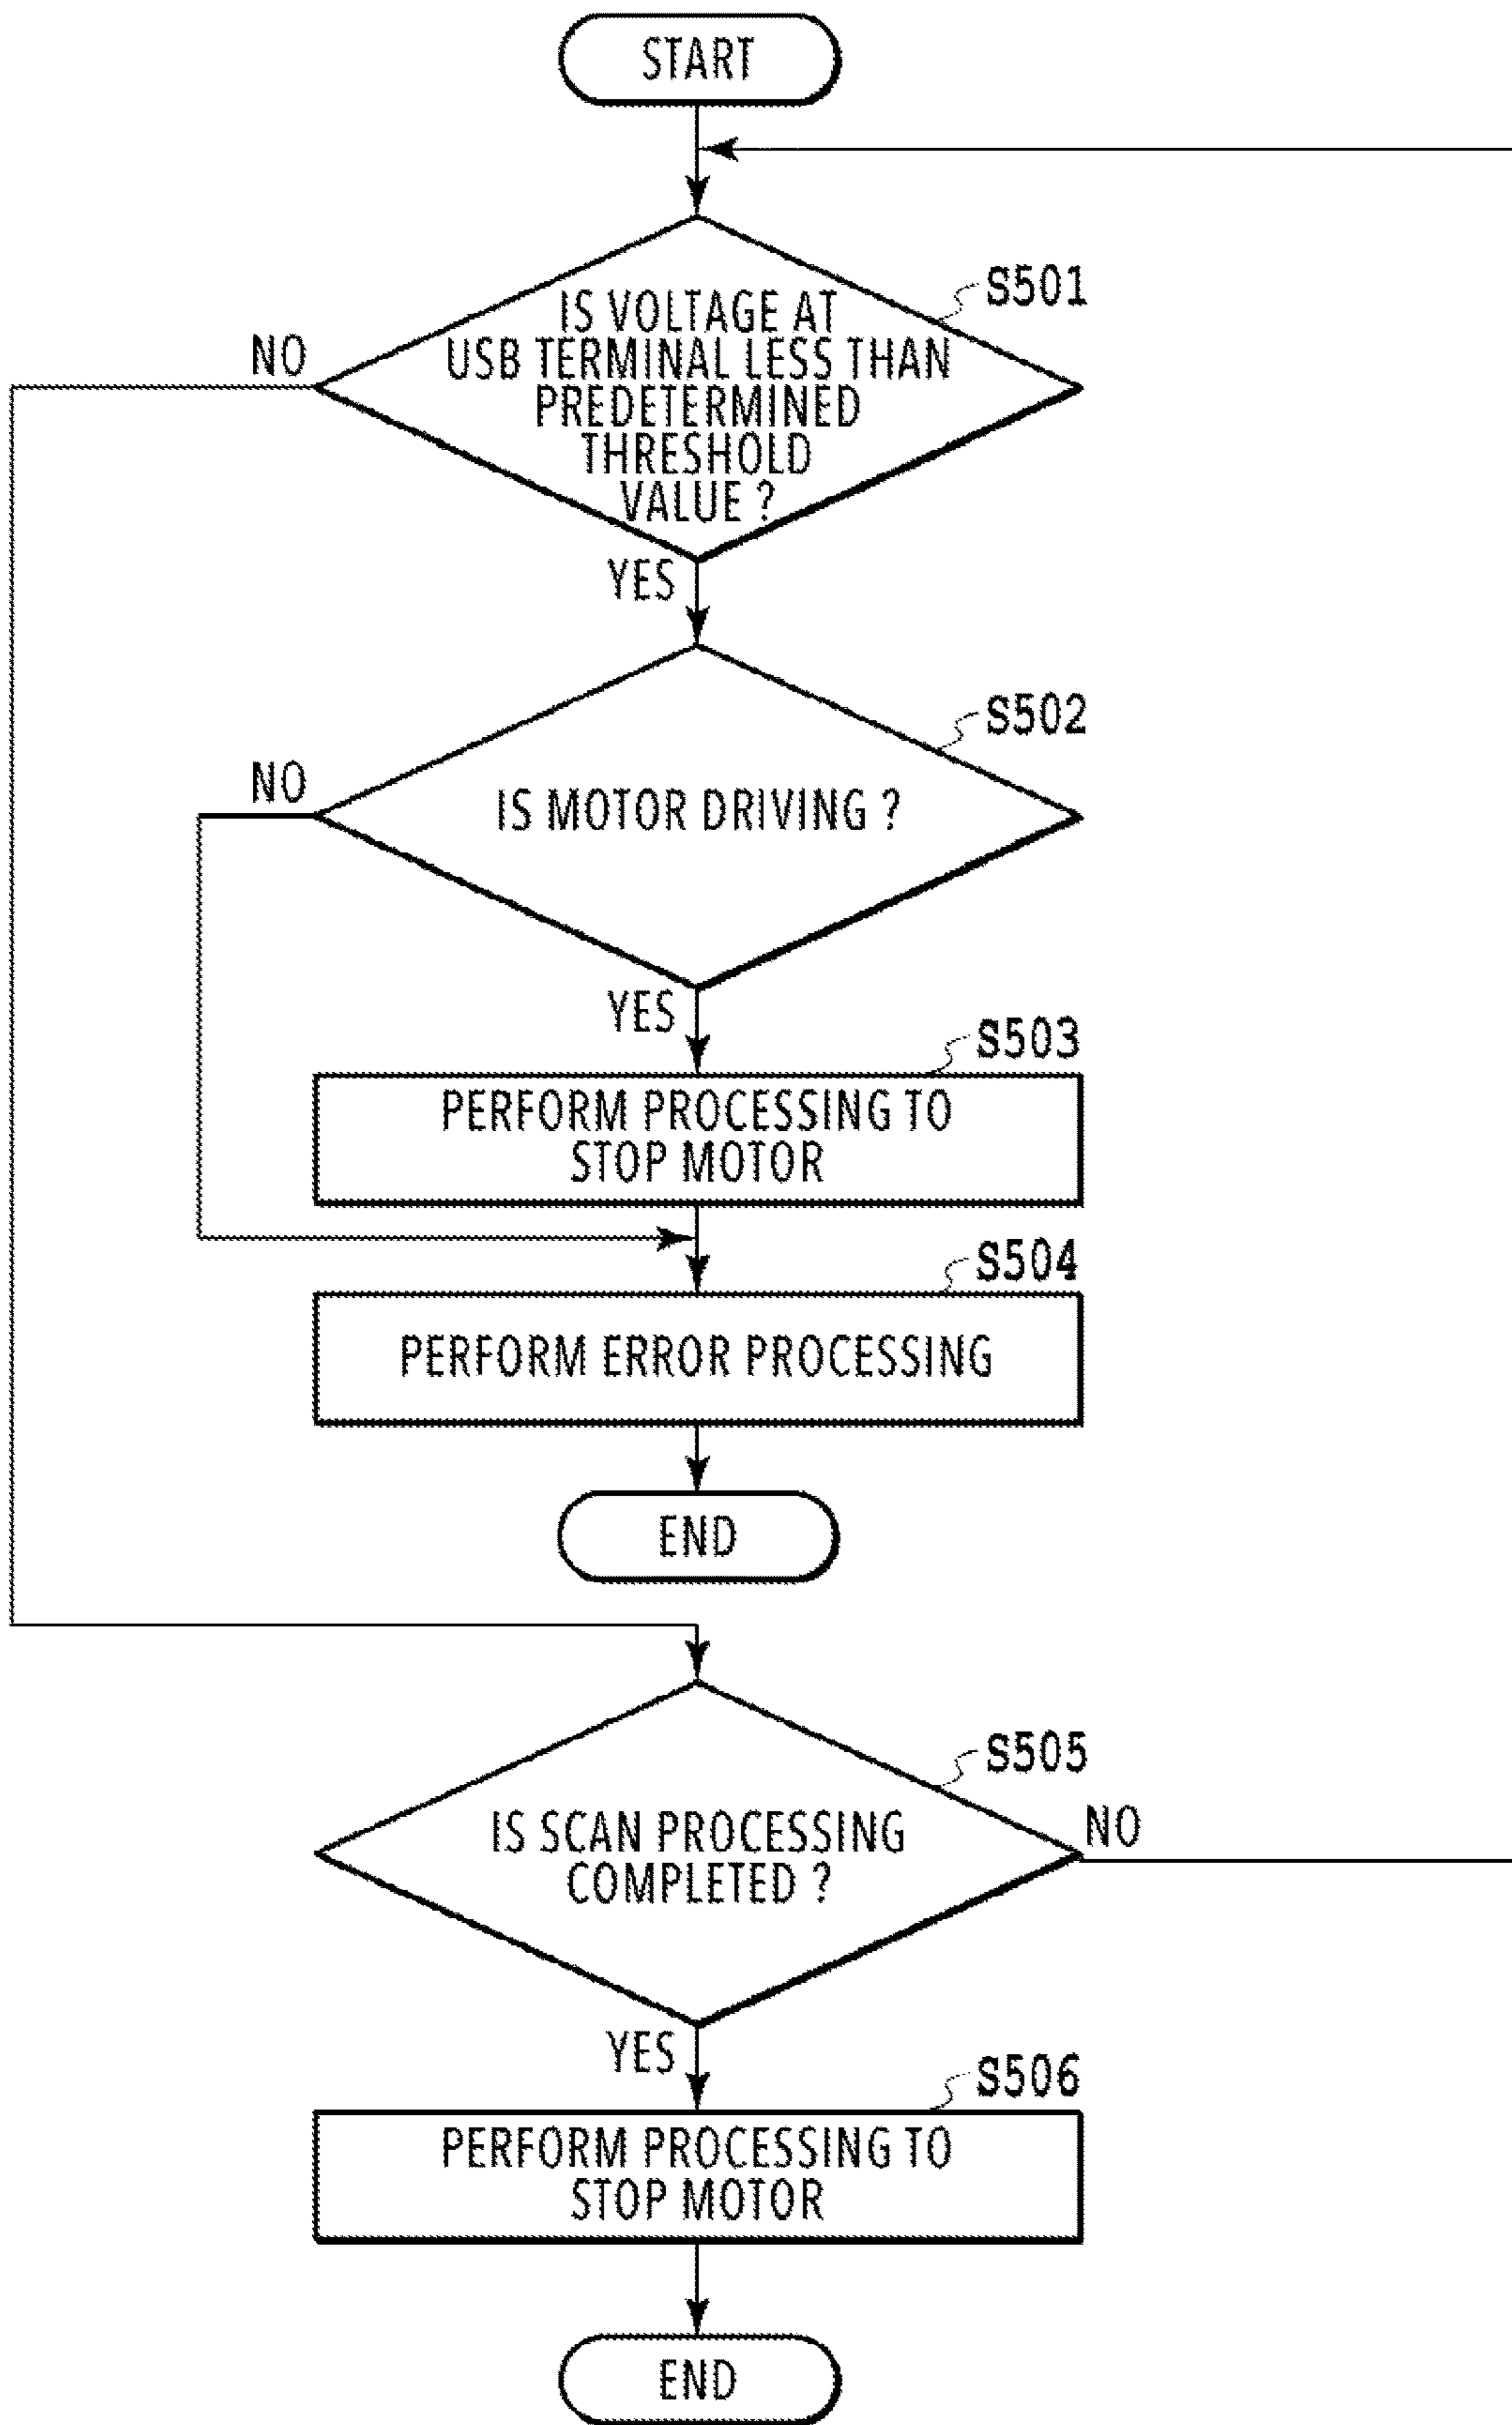 START
S501
IS VOLTAGE AT
USB TERMINAL LESS THAN
PREDETERMINED
THRESHOLD
VALUE ?
NO
YES
S502
IS MOTOR DRIVING ?
NO
YES
S503
PERFORM PROCESSING TO
STOP MOTOR
S504
PERFORM ERROR PROCESSING
END
S505
IS SCAN PROCESSING
COMPLETED ?
NO
YES
S506
PERFORM PROCESSING TO
STOP MOTOR
END